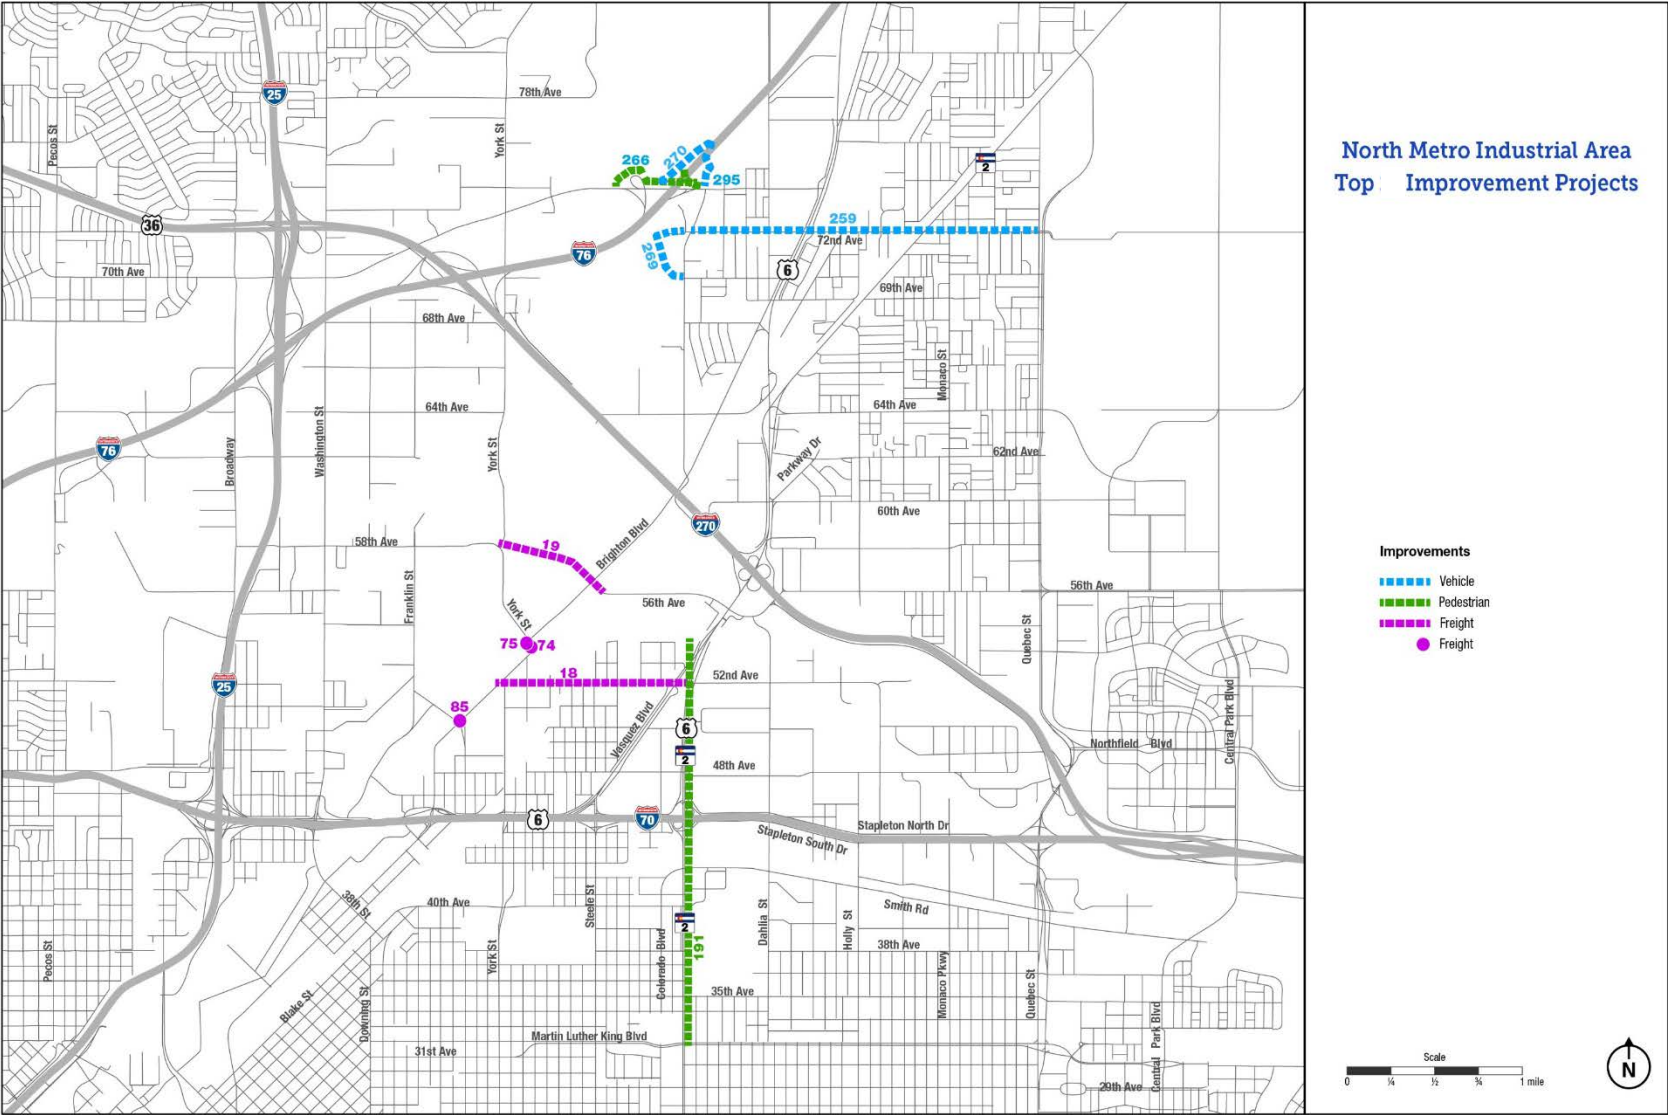 North Metro Industrial Area
Top Improvement Projects
25
78th Ave
Pecos St
York St
266
270
2
295
36
259
72nd Ave
76
269
6
70th Ave
69th Ave
68th Ave
Monaco St
64th Ave
64th Ave
Washington St
Broadway
76
York St
Parkway Dr
62nd Ave
60th Ave
270
Brighton Blvd
58th Ave
19
Improvements
Vehicle
Pedestrian
Freight
Freight
Franklin St
56th Ave
56th Ave
York St
75
74
Quebec St
18
52nd Ave
25
85
6
Vasquez Blvd
2
Central Park Blvd
Northfield Blvd
48th Ave
6
70
Stapleton North Dr
Stapleton South Dr
38th St
40th Ave
Steele St
Smith Rd
2
Dahlia St
Holly St
38th Ave
Pecos St
York St
Colorado Blvd
191
35th Ave
Monaco Pkwy
Quebec St
Blake St
Downing St
Martin Luther King Blvd
31st Ave
Central Park Blvd
29th Ave
Scale
0 ¼ ½ ¾ 1 mile
N